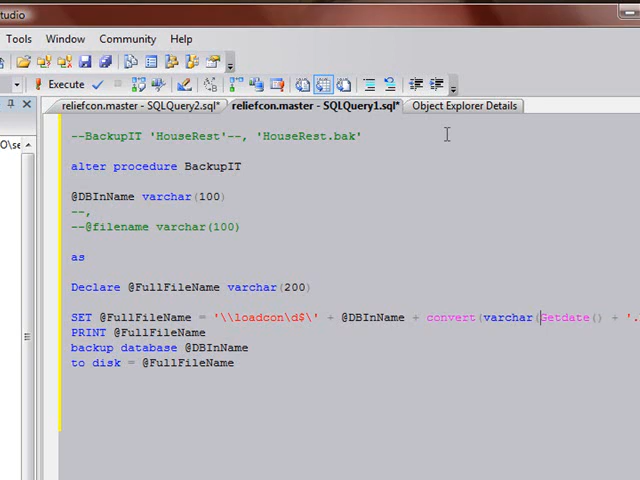 tudio
Tools Window Community Help
Execute
reliefcon.master - SQLQuery2.sql* reliefcon.master - SQLQuery1.sql* Object Explorer Details
O\se
--BackupIT 'HouseRest'--, 'HouseRest.bak'
alter procedure BackupIT
@DBInName varchar(100)
--,
--@filename varchar(100)
as
Declare @FullFileName varchar(200)
SET @FullFileName = '\\loadcon\d$\' + @DBInName + convert(varchar(Getdate() + '.
PRINT @FullFileName
backup database @DBInName
to disk = @FullFileName